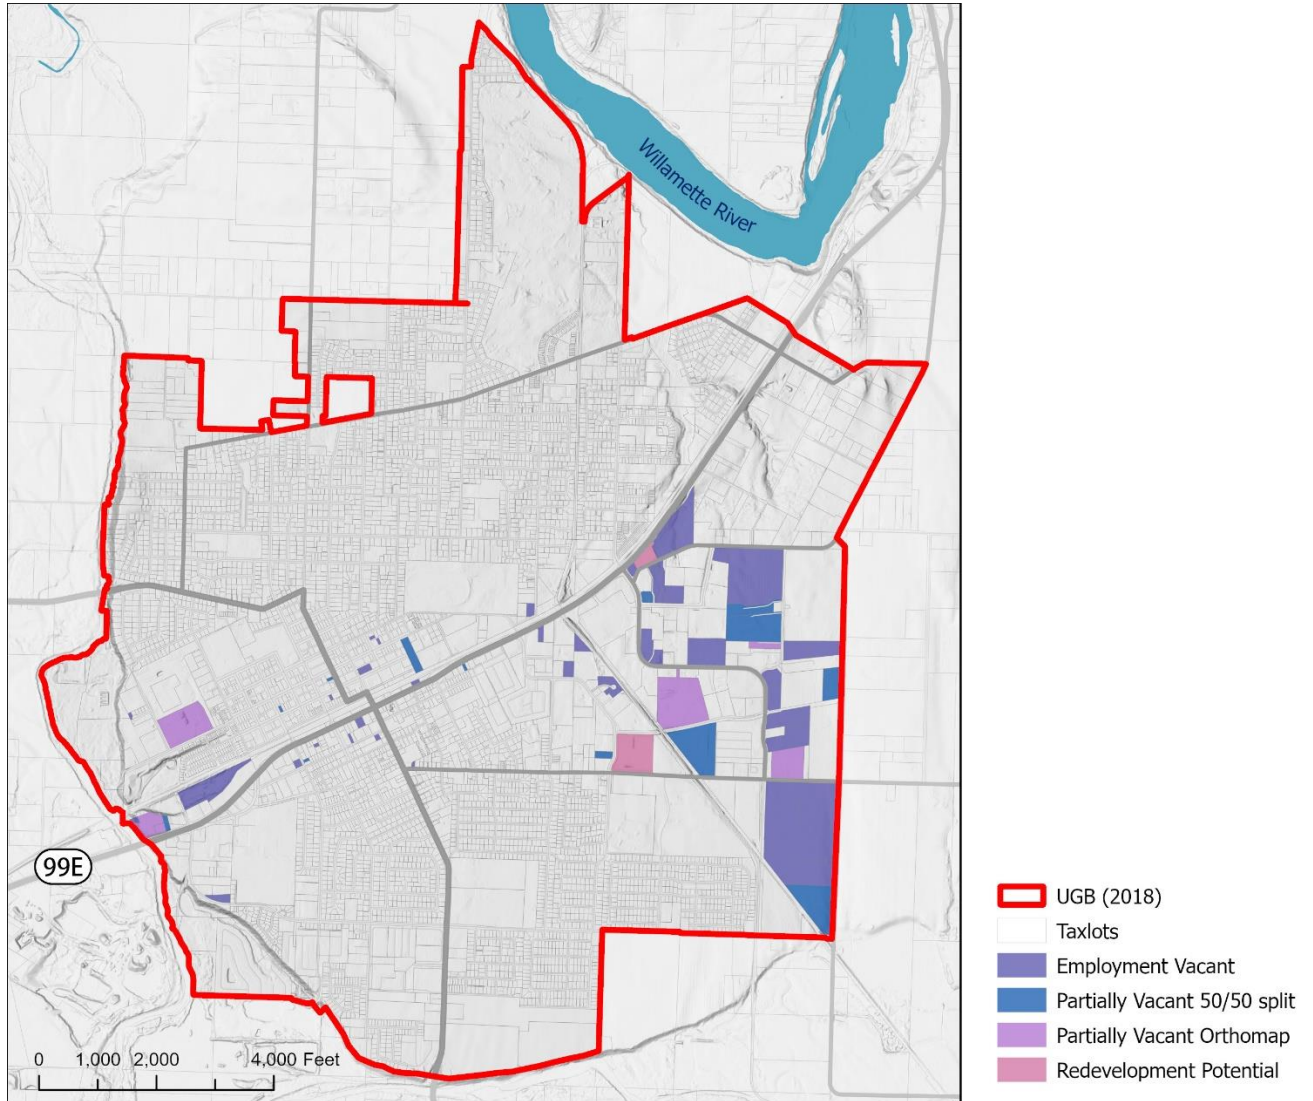 Willamette River
99E
0 1,000 2,000 4,000 Feet
UGB (2018)
Taxlots
Employment Vacant
Partially Vacant 50/50 split
Partially Vacant Orthomap
Redevelopment Potential